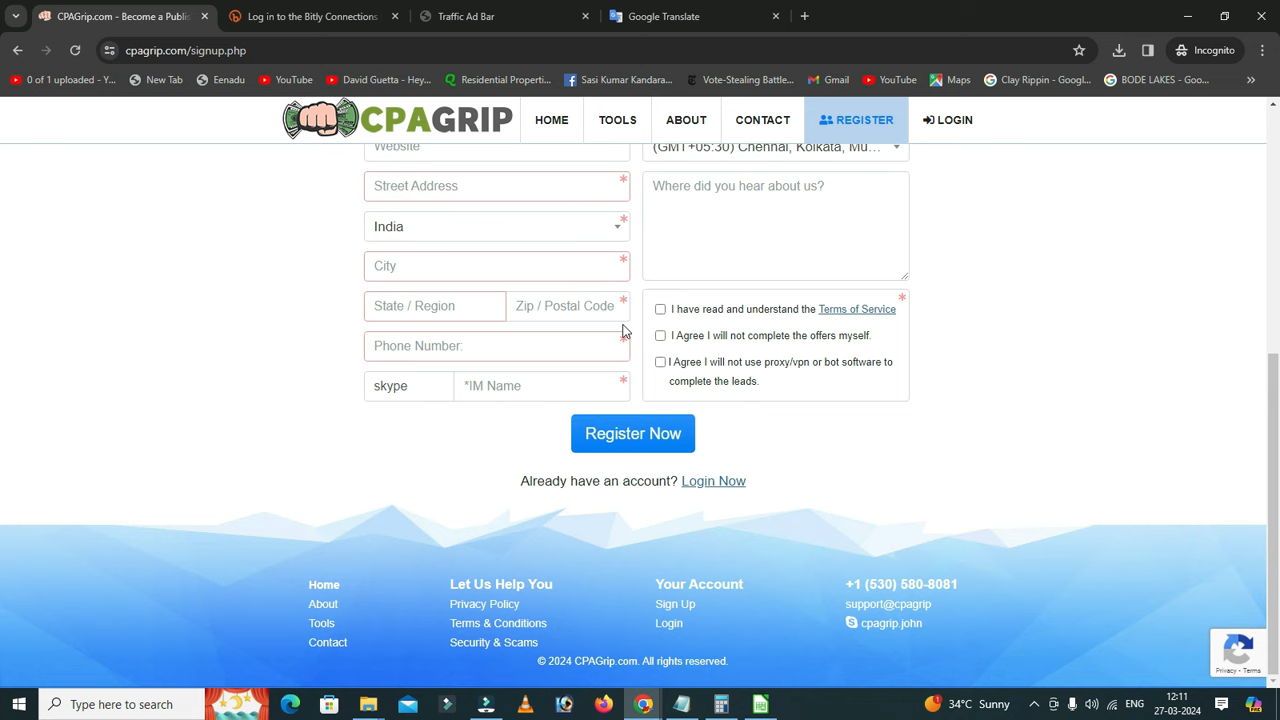 CPAGrip.com - Become a Publis
Log in to the Bitly Connections
Traffic Ad Bar
Google Translate
cpagrip.com/signup.php
Incognito
0 of 1 uploaded - Y...
New Tab
Eenadu
YouTube
David Guetta - Hey...
Residential Properti...
Sasi Kumar Kandara...
Vote-Stealing Battle...
Gmail
YouTube
Maps
Clay Rippin - Googl...
BODE LAKES - Goo...
CPAGRIP
HOME
TOOLS
ABOUT
CONTACT
REGISTER
LOGIN
Website
(GMT+05:30) Chennai, Kolkata, Mu...
Street Address
Where did you hear about us?
India
City
State / Region
Zip / Postal Code
I have read and understand the Terms of Service
I Agree I will not complete the offers myself.
Phone Number:
I Agree I will not use proxy/vpn or bot software to
complete the leads.
skype
*IM Name
Register Now
Already have an account? Login Now
Home
About
Tools
Contact
Let Us Help You
Privacy Policy
Terms & Conditions
Security & Scams
Your Account
Sign Up
Login
+1 (530) 580-8081
support@cpagrip
cpagrip.john
© 2024 CPAGrip.com. All rights reserved.
Privacy - Terms
Type here to search
34°C Sunny
ENG
12:11
27-03-2024